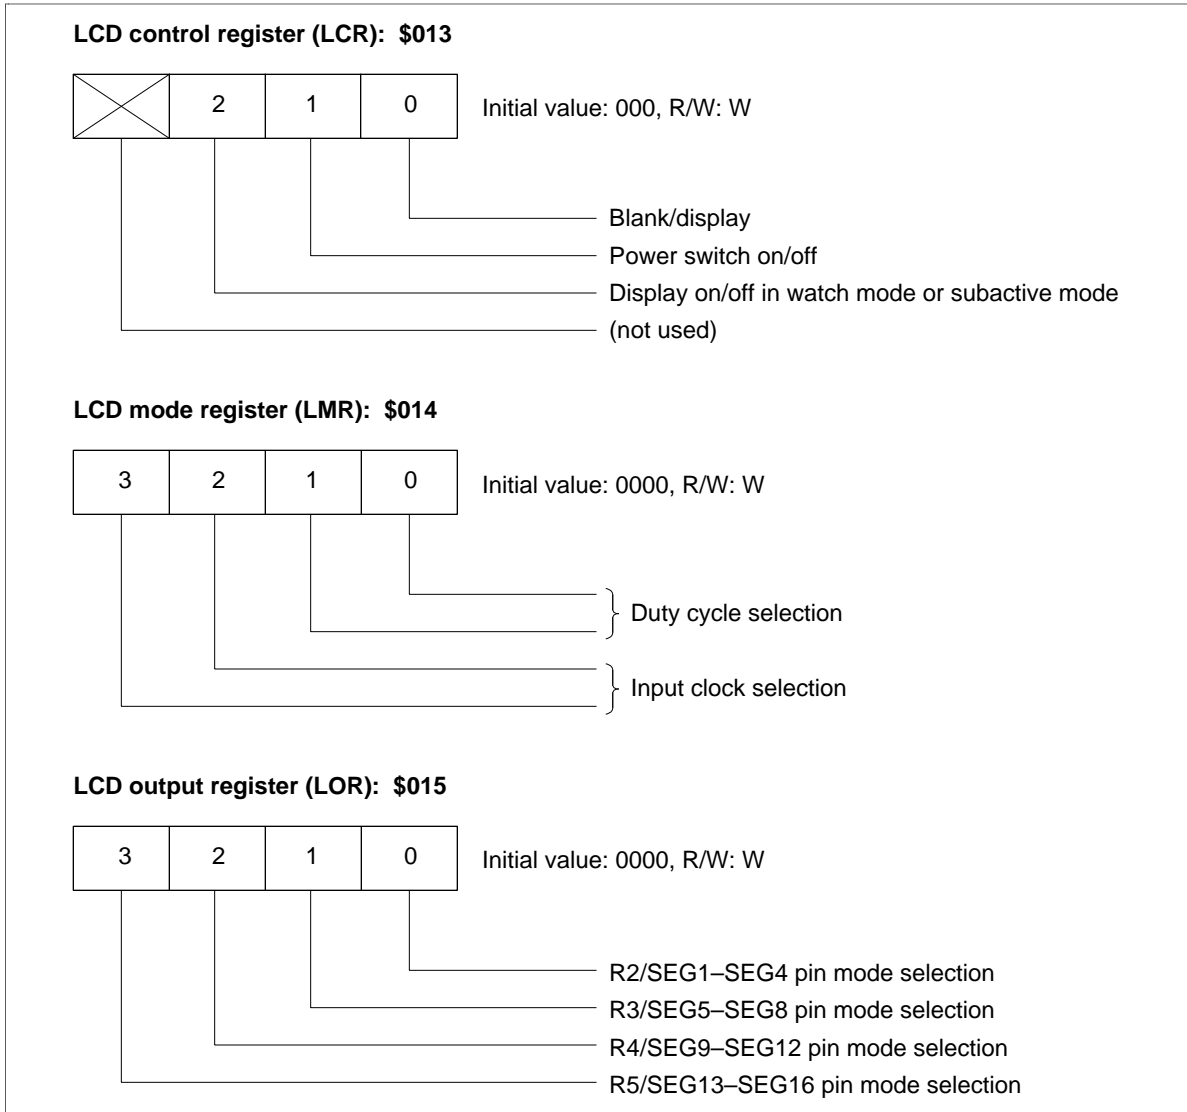 LCD control register (LCR): $013
2 1 0 Initial value: 000, R/W: W
Blank/display
Power switch on/off
Display on/off in watch mode or subactive mode
(not used)
LCD mode register (LMR): $014
3 2 1 0 Initial value: 0000, R/W: W
Duty cycle selection
Input clock selection
LCD output register (LOR): $015
3 2 1 0 Initial value: 0000, R/W: W
R2/SEG1–SEG4 pin mode selection
R3/SEG5–SEG8 pin mode selection
R4/SEG9–SEG12 pin mode selection
R5/SEG13–SEG16 pin mode selection